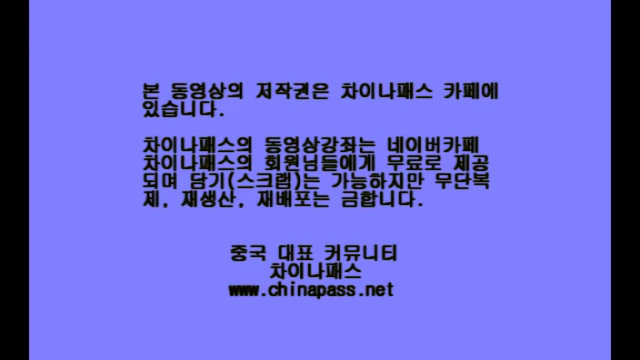 본 동영상의 저작권은 차이나패스 카페에
있습니다.
차이나패스의 동영상강좌는 네이버카페
차이나패스의 회원님들에게 무료로 제공
되며 담기(스크랩)는 가능하지만 무단복
제, 재생산, 재배포는 금합니다.
중국 대표 커뮤니티
차이나패스
www.chinapass.net